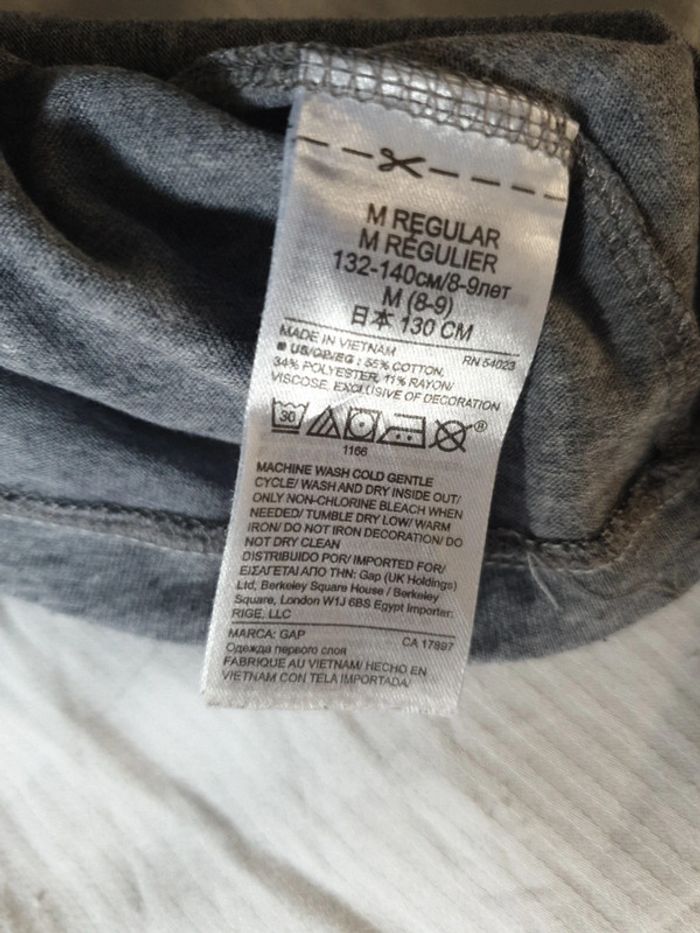 M REGULAR
M RÉGULIER
132-140см/8-9лет
M (8-9)
日本 130 CM
MADE IN VIETNAM RN 54023
US/GB/EG : 55% COTTON,
34% POLYESTER, 11% RAYON/
VISCOSE, EXCLUSIVE OF DECORATION
30
®
1166
MACHINE WASH COLD GENTLE
CYCLE/ WASH AND DRY INSIDE OUT/
ONLY NON-CHLORINE BLEACH WHEN
NEEDED/ TUMBLE DRY LOW/ WARM
IRON/ DO NOT IRON DECORATION/ DO
NOT DRY CLEAN
DISTRIBUIDO POR/ IMPORTED FOR/
ΕΙΣΑΓΕΤΑΙ ΑΠΟ ΤΗΝ: Gap (UK Holdings)
Ltd, Berkeley Square House / Berkeley
Square, London W1J 6BS Egypt Importer:
RIGE, LLC
MARCA: GAP CA 17897
Одежда первого слоя
FABRIQUÉ AU VIETNAM/ HECHO EN
VIETNAM CON TELA IMPORTADA/